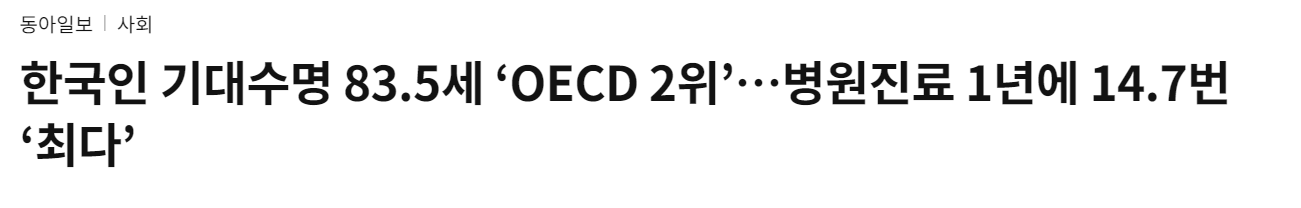 동아일보 | 사회
한국인 기대수명 83.5세 ‘OECD 2위’…병원진료 1년에 14.7번
‘최다’